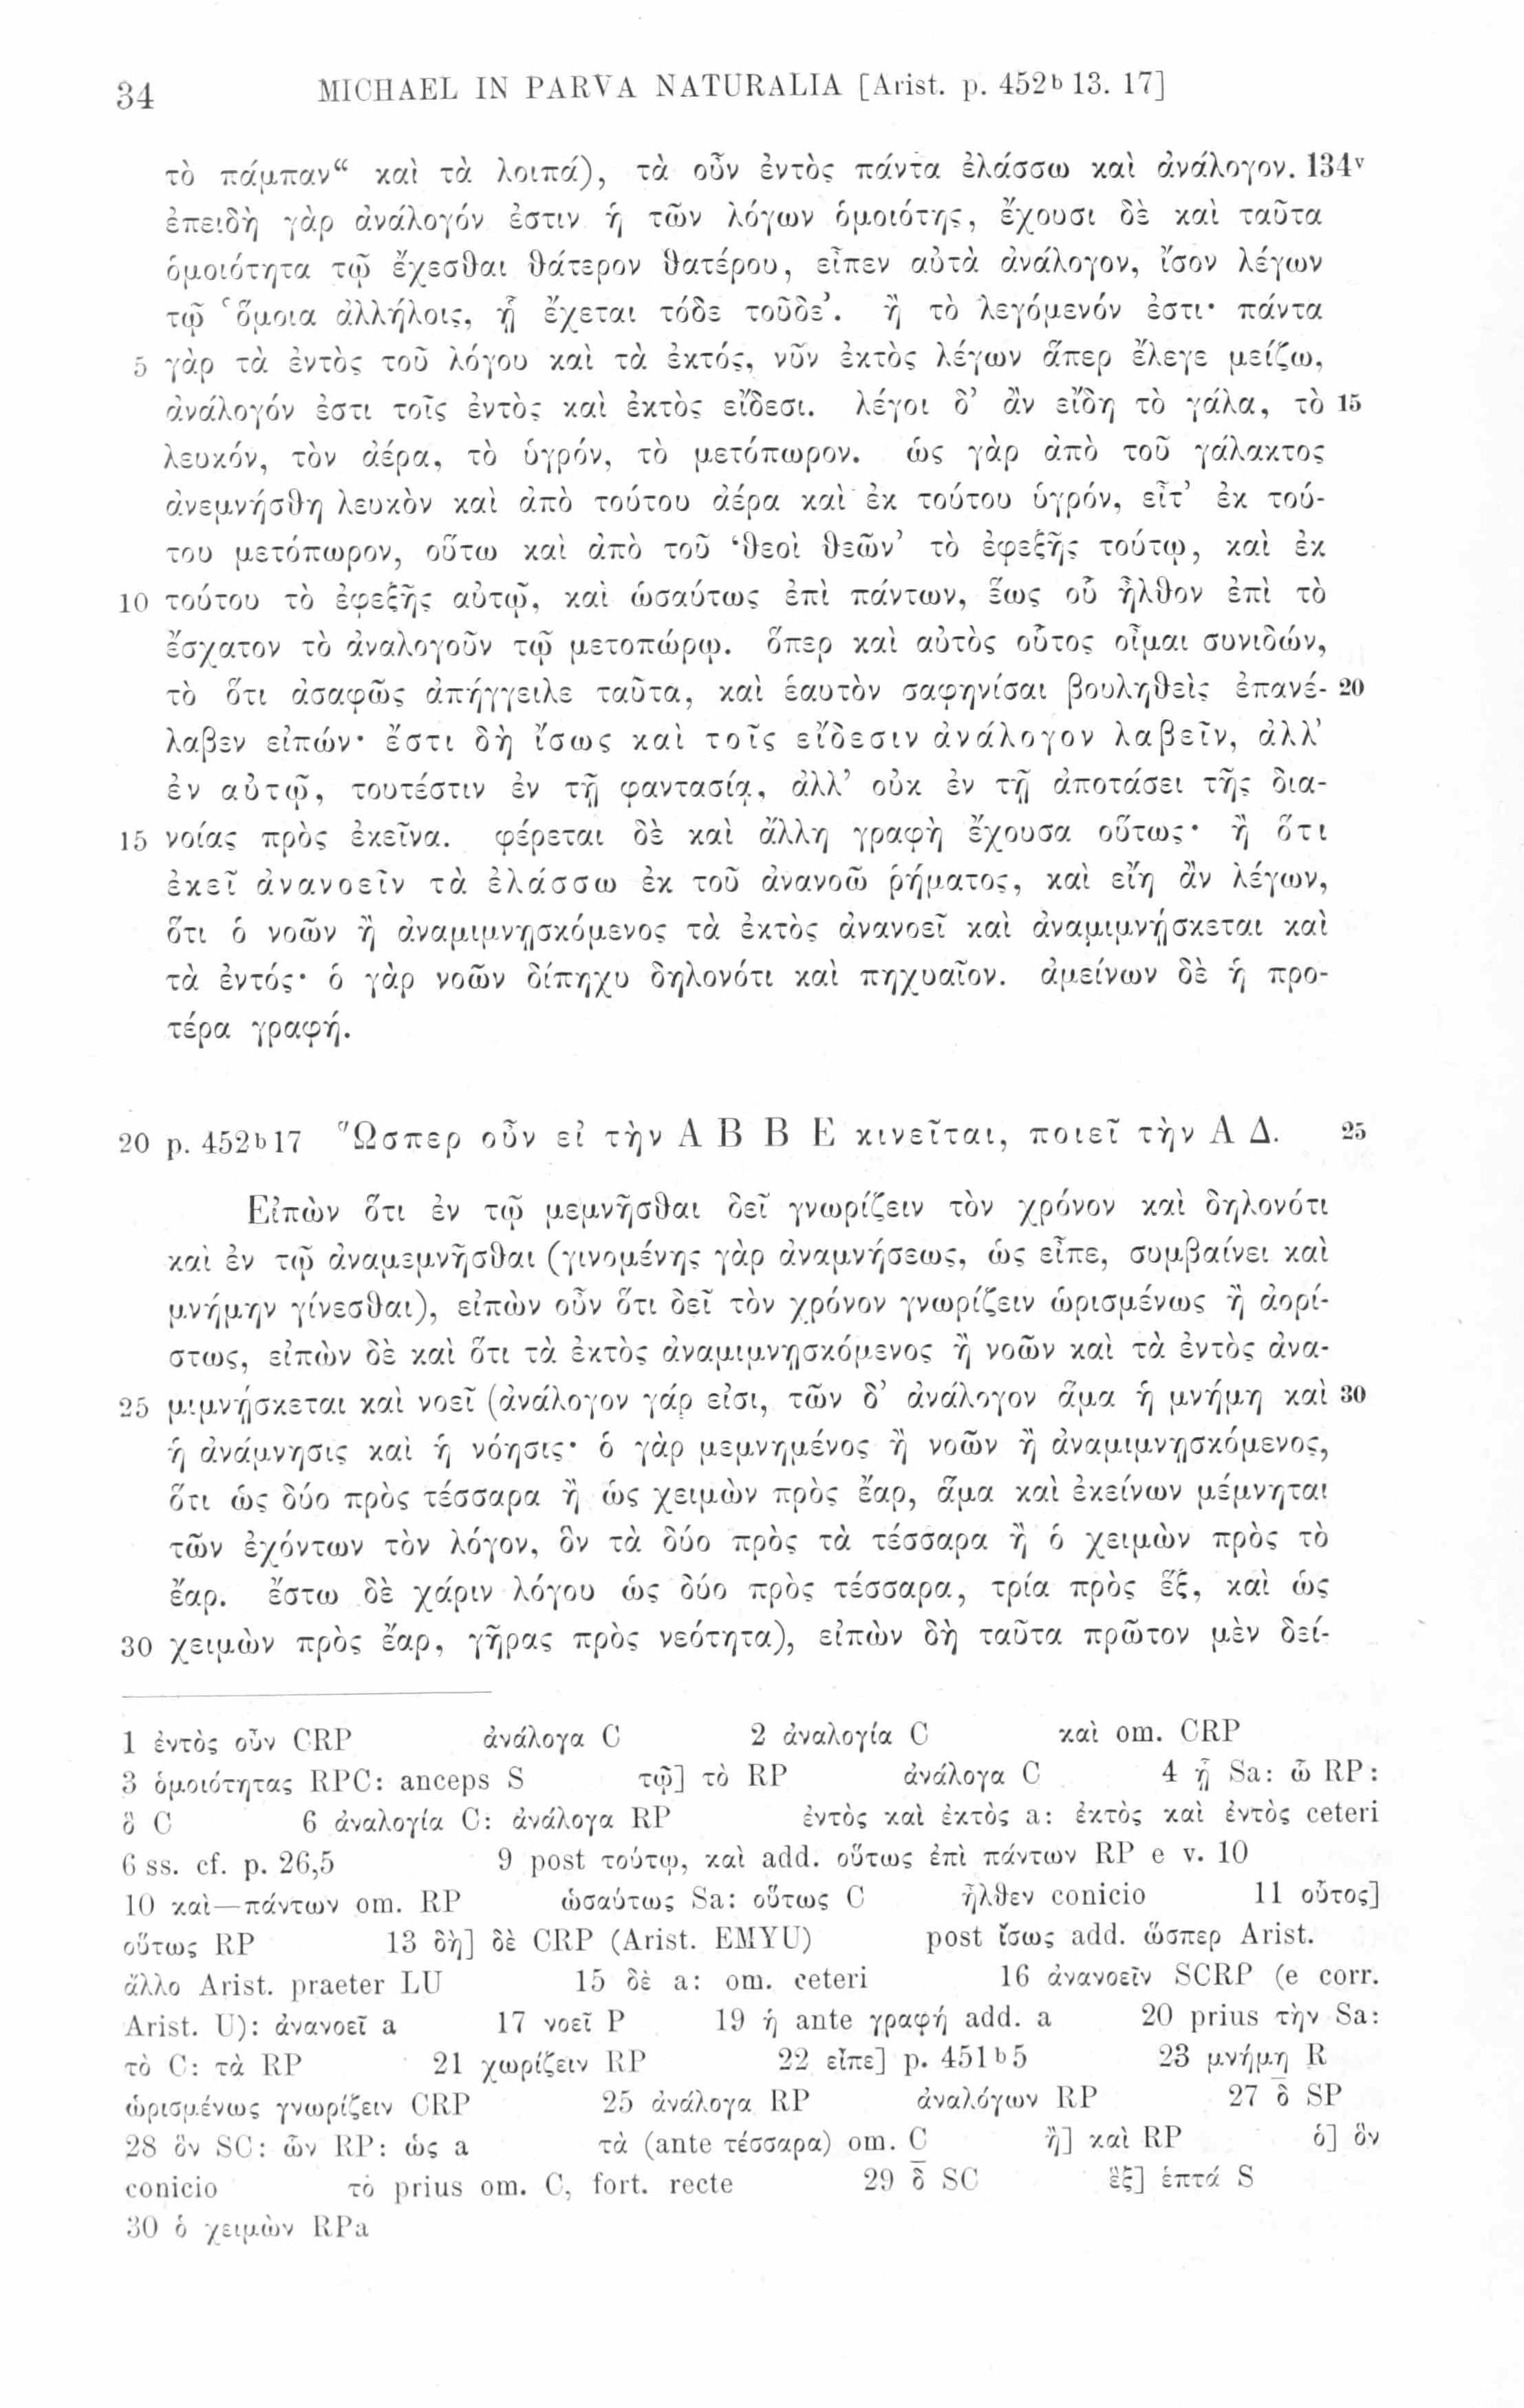 34 MICHAEL IN PARVA NATURALIA [Arist. p. 452ᵇ 13. 17]
τὸ πάμπαν“ καὶ τὰ λοιπά), τὰ οὖν ἐντὸς πάντα ἐλάσσω καὶ ἀνάλογον. 134ᵛ
ἐπειδὴ γὰρ ἀνάλογόν ἐστιν ἡ τῶν λόγων ὁμοιότης, ἔχουσι δὲ καὶ ταῦτα
ὁμοιότητα τῷ ἔχεσθαι θάτερον θατέρου, εἶπεν αὐτὰ ἀνάλογον, ἴσον λέγων
τῷ ‘ὅμοια ἀλλήλοις, ᾗ ἔχεται τόδε τοῦδε’. ἢ τὸ λεγόμενόν ἐστι· πάντα
5 γὰρ τὰ ἐντὸς τοῦ λόγου καὶ τὰ ἐκτός, νῦν ἐκτὸς λέγων ἅπερ ἔλεγε μείζω,
ἀνάλογόν ἐστι τοῖς ἐντὸς καὶ ἐκτὸς εἴδεσι. λέγοι δ’ ἂν εἴδη τὸ γάλα, τὸ 15
λευκόν, τὸν ἀέρα, τὸ ὑγρόν, τὸ μετόπωρον. ὡς γὰρ ἀπὸ τοῦ γάλακτος
ἀνεμνήσθη λευκὸν καὶ ἀπὸ τούτου ἀέρα καὶ ἐκ τούτου ὑγρόν, εἶτ’ ἐκ τού-
του μετόπωρον, οὕτω καὶ ἀπὸ τοῦ ‘θεοὶ θεῶν’ τὸ ἐφεξῆς τούτῳ, καὶ ἐκ
10 τούτου τὸ ἐφεξῆς αὐτῷ, καὶ ὡσαύτως ἐπὶ πάντων, ἕως οὗ ἦλθον ἐπὶ τὸ
ἔσχατον τὸ ἀναλογοῦν τῷ μετοπώρῳ. ὅπερ καὶ αὐτὸς οὗτος οἶμαι συνιδών,
τὸ ὅτι ἀσαφῶς ἀπήγγειλε ταῦτα, καὶ ἑαυτὸν σαφηνίσαι βουληθεὶς ἐπανέ- 20
λαβεν εἰπών· ἔστι δὴ ἴσως καὶ τοῖς εἴδεσιν ἀνάλογον λαβεῖν, ἀλλ’
ἐν αὐτῷ, τουτέστιν ἐν τῇ φαντασίᾳ, ἀλλ’ οὐκ ἐν τῇ ἀποτάσει τῆς δια-
15 νοίας πρὸς ἐκεῖνα. φέρεται δὲ καὶ ἄλλη γραφὴ ἔχουσα οὕτως· ἢ ὅτι
ἐκεῖ ἀνανοεῖν τὰ ἐλάσσω ἐκ τοῦ ἀνανοῶ ῥήματος, καὶ εἴη ἂν λέγων,
ὅτι ὁ νοῶν ἢ ἀναμιμνῃσκόμενος τὰ ἐκτὸς ἀνανοεῖ καὶ ἀναμιμνῄσκεται καὶ
τὰ ἐντός· ὁ γὰρ νοῶν δίπηχυ δηλονότι καὶ πηχυαῖον. ἀμείνων δὲ ἡ προ-
τέρα γραφή.
20 p. 452ᵇ17 Ὥσπερ οὖν εἰ τὴν Α Β Β Ε κινεῖται, ποιεῖ τὴν Α Δ. 25
Εἰπὼν ὅτι ἐν τῷ μεμνῆσθαι δεῖ γνωρίζειν τὸν χρόνον καὶ δηλονότι
καὶ ἐν τῷ ἀναμεμνῆσθαι (γινομένης γὰρ ἀναμνήσεως, ὡς εἶπε, συμβαίνει καὶ
μνήμην γίνεσθαι), εἰπὼν οὖν ὅτι δεῖ τὸν χρόνον γνωρίζειν ὡρισμένως ἢ ἀορί-
στως, εἰπὼν δὲ καὶ ὅτι τὰ ἐκτὸς ἀναμιμνῃσκόμενος ἢ νοῶν καὶ τὰ ἐντὸς ἀνα-
25 μιμνῄσκεται καὶ νοεῖ (ἀνάλογον γάρ εἰσι, τῶν δ’ ἀνάλογον ἅμα ἡ μνήμη καὶ 30
ἡ ἀνάμνησις καὶ ἡ νόησις· ὁ γὰρ μεμνημένος ἢ νοῶν ἢ ἀναμιμνῃσκόμενος,
ὅτι ὡς δύο πρὸς τέσσαρα ἢ ὡς χειμὼν πρὸς ἔαρ, ἅμα καὶ ἐκείνων μέμνηται
τῶν ἐχόντων τὸν λόγον, ὃν τὰ δύο πρὸς τὰ τέσσαρα ἢ ὁ χειμὼν πρὸς τὸ
ἔαρ. ἔστω δὲ χάριν λόγου ὡς δύο πρὸς τέσσαρα, τρία πρὸς ἕξ, καὶ ὡς
30 χειμὼν πρὸς ἔαρ, γῆρας πρὸς νεότητα), εἰπὼν δὴ ταῦτα πρῶτον μὲν δεί-
1 ἐντὸς οὖν CRP ἀνάλογα C 2 ἀναλογία C καὶ om. CRP
3 ὁμοιότητας RPC: anceps S τῷ] τὸ RP ἀνάλογα C 4 ᾗ Sa: ὦ RP:
ὃ C 6 ἀναλογία C: ἀνάλογα RP ἐντὸς καὶ ἐκτὸς a: ἐκτὸς καὶ ἐντὸς ceteri
6 ss. cf. p. 26,5 9 post τούτῳ, καὶ add. οὕτως ἐπὶ πάντων RP e v. 10
10 καὶ—πάντων om. RP ὡσαύτως Sa: οὕτως C ἦλθεν conicio 11 οὗτος]
οὕτως RP 13 δὴ] δὲ CRP (Arist. EMYU) post ἴσως add. ὥσπερ Arist.
ἄλλο Arist. praeter LU 15 δὲ a: om. ceteri 16 ἀνανοεῖν SCRP (e corr.
Arist. U): ἀνανοεῖ a 17 νοεῖ P 19 ἡ ante γραφή add. a 20 prius τὴν Sa:
τὸ C: τὰ RP 21 χωρίζειν RP 22 εἶπε] p. 451ᵇ5 23 μνήμη R
ὡρισμένως γνωρίζειν CRP 25 ἀνάλογα RP ἀναλόγων RP 27 δ̄ SP
28 ὃν SC: ὧν RP: ὡς a τὰ (ante τέσσαρα) om. C ἢ] καὶ RP ὁ] ὃν
conicio τὸ prius om. C, fort. recte 29 δ̄ SC ἓξ] ἑπτά S
30 ὁ χειμὼν RPa